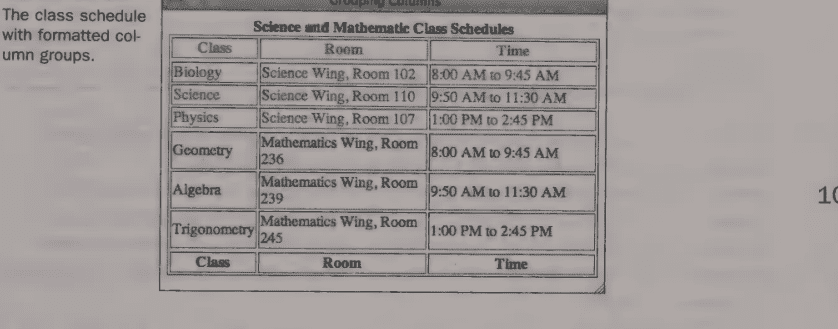 The class schedule
with formatted col-
umn groups.
Grouping Columns
Science and Mathematic Class Schedules
Class Room Time
Biology Science Wing, Room 102 8:00 AM to 9:45 AM
Science Science Wing, Room 110 9:50 AM to 11:30 AM
Physics Science Wing, Room 107 1:00 PM to 2:45 PM
Geometry Mathematics Wing, Room 8:00 AM to 9:45 AM
236
Algebra Mathematics Wing, Room 9:50 AM to 11:30 AM
239
Trigonometry Mathematics Wing, Room 1:00 PM to 2:45 PM
245
Class Room Time